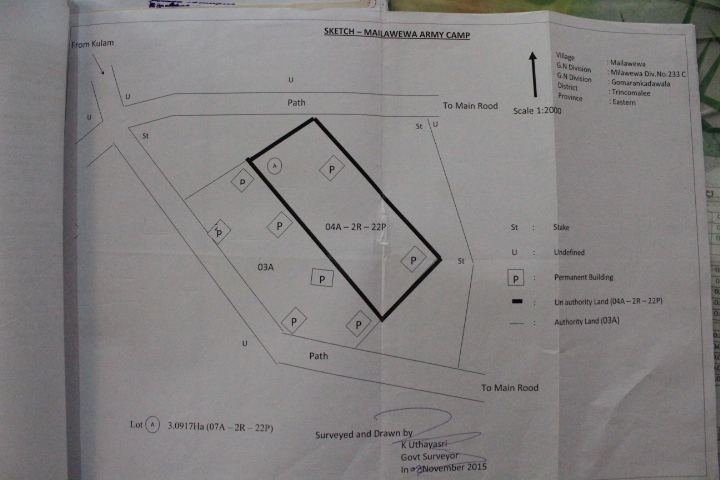 SKETCH – MAILAWEWA ARMY CAMP
From Kulam
Village : Mailawewa
G.N Division : Milawewa Div.No.233 C
G.N Division : Gomarankadawala
District : Trincomalee
Province : Eastern
Scale 1:2000
U
U
Path
To Main Rood
U
St
St U
A
P
P
P
P
04A – 2R – 22P
P
03A
P
P
P
St
U
Path
To Main Rood
St : Stake
U : Undefined
P : Permanent Building
: Un authority Land (04A – 2R – 22P)
: Authority Land (03A)
Lot A 3.0917Ha (07A – 2R – 22P)
Surveyed and Drawn by
K Uthayasri
Govt Surveyor
In November 2015